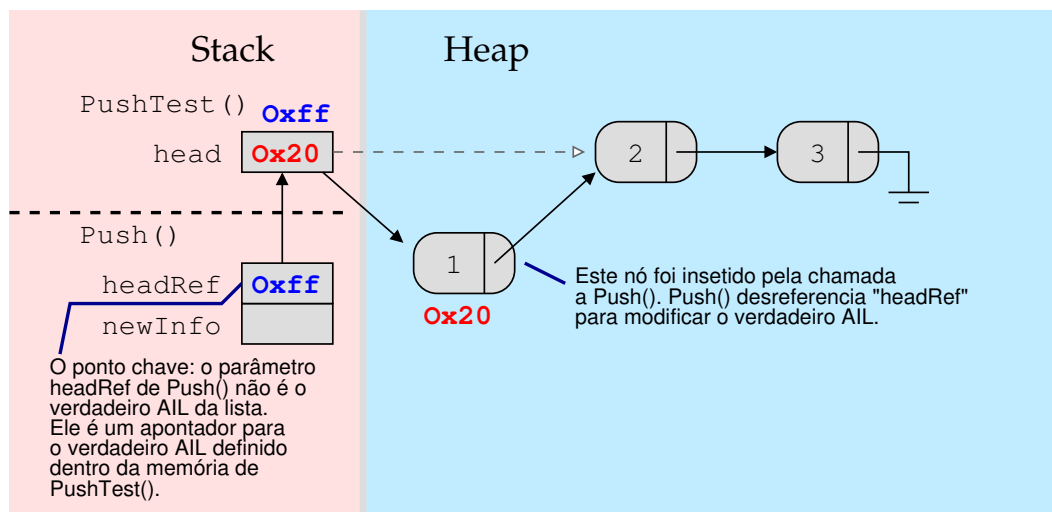 Stack
Heap
PushTest()
Oxff
head
Ox20
2
3
Push()
headRef
Oxff
newInfo
1
Ox20
Este nó foi insetido pela chamada
a Push(). Push() desreferencia "headRef"
para modificar o verdadeiro AIL.
O ponto chave: o parâmetro
headRef de Push() não é o
verdadeiro AIL da lista.
Ele é um apontador para
o verdadeiro AIL definido
dentro da memória de
PushTest().